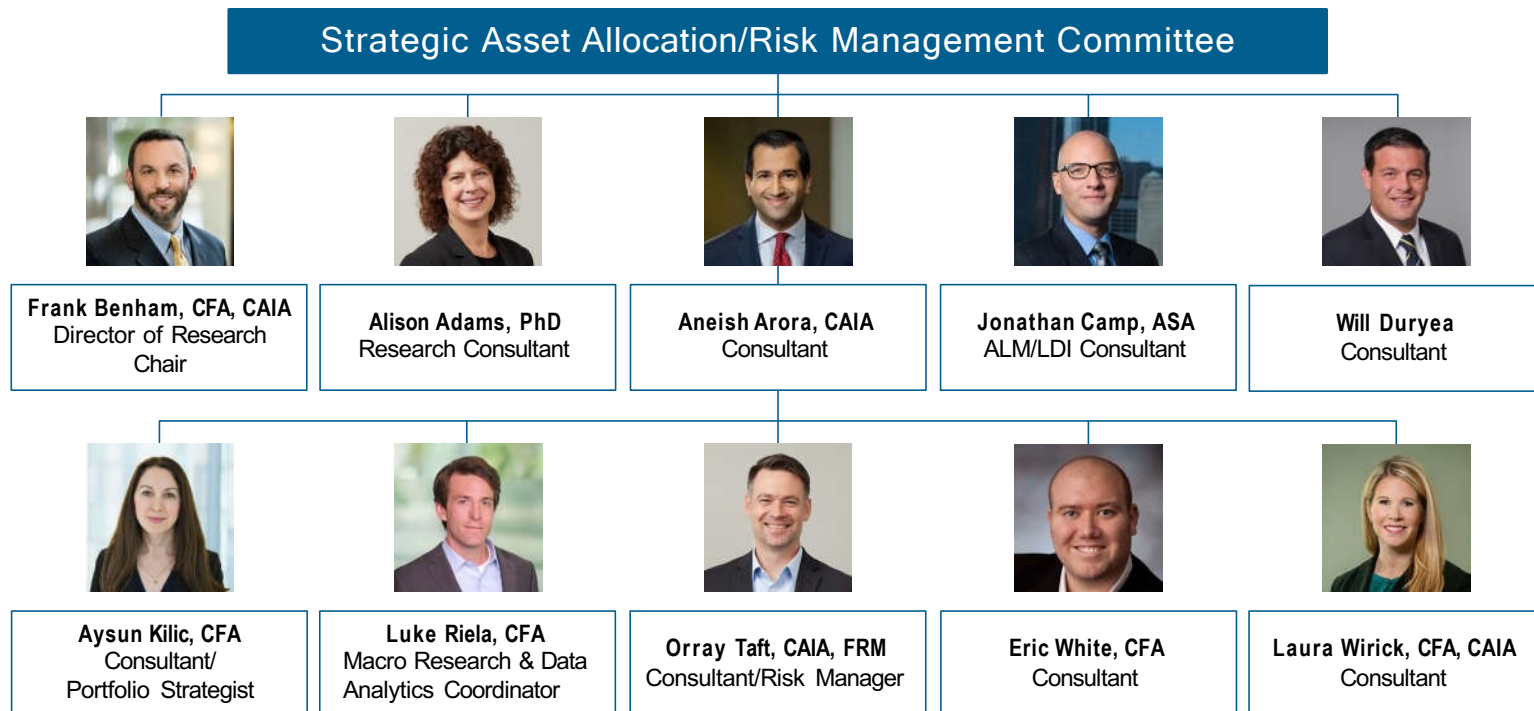 Strategic Asset Allocation/Risk Management Committee
Frank Benham, CFA, CAIA
Director of Research
Chair
Alison Adams, PhD
Research Consultant
Aneish Arora, CAIA
Consultant
Jonathan Camp, ASA
ALM/LDI Consultant
Will Duryea
Consultant
Aysun Kilic, CFA
Consultant/
Portfolio Strategist
Luke Riela, CFA
Macro Research & Data
Analytics Coordinator
Orray Taft, CAIA, FRM
Consultant/Risk Manager
Eric White, CFA
Consultant
Laura Wirick, CFA, CAIA
Consultant